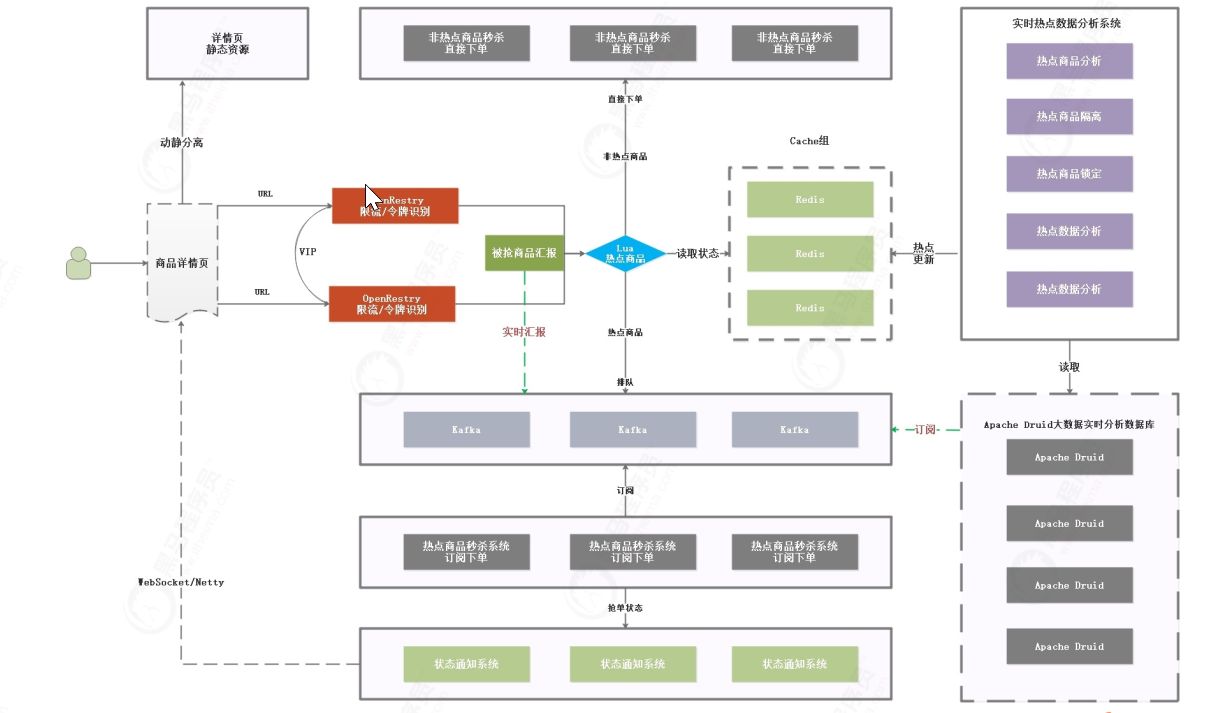 详情页
静态资源
非热点商品秒杀
直接下单
非热点商品秒杀
直接下单
非热点商品秒杀
直接下单
实时热点数据分析系统
热点商品分析
热点商品隔离
热点商品锁定
热点数据分析
热点数据分析
直接下单
动静分离
非热点商品
Cache组
URL
OpenRestry
限流/令牌识别
Redis
Redis
Redis
VIP
商品详情页
被抢商品汇报
Lua
热点商品
读取状态
热点
更新
URL
OpenRestry
限流/令牌识别
实时汇报
热点商品
排队
读取
Kafka
Kafka
Kafka
订阅
Apache Druid大数据实时分析数据库
Apache Druid
Apache Druid
Apache Druid
Apache Druid
订阅
热点商品秒杀系统
订阅下单
热点商品秒杀系统
订阅下单
热点商品秒杀系统
订阅下单
WebSocket/Netty
抢单状态
状态通知系统
状态通知系统
状态通知系统